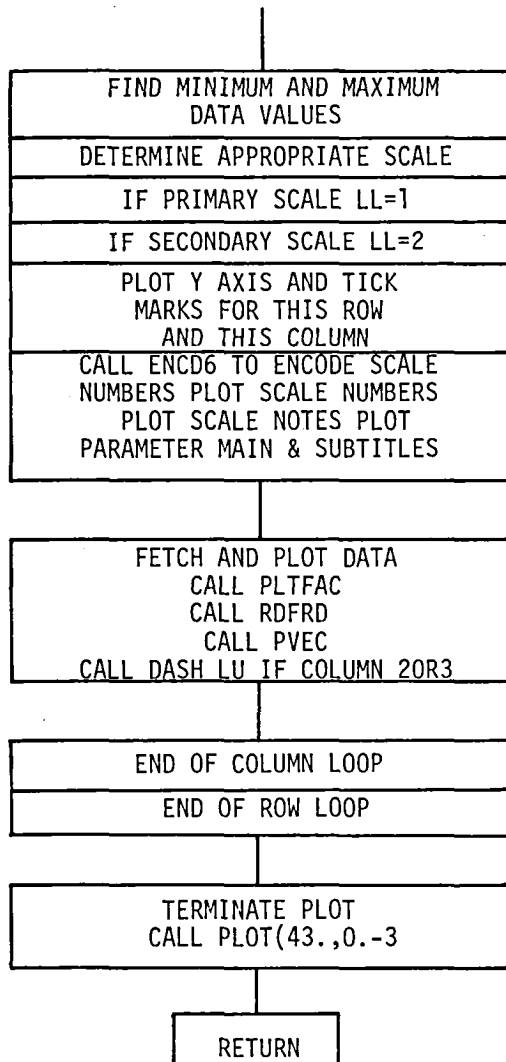 FIND MINIMUM AND MAXIMUM
DATA VALUES
DETERMINE APPROPRIATE SCALE
IF PRIMARY SCALE LL=1
IF SECONDARY SCALE LL=2
PLOT Y AXIS AND TICK
MARKS FOR THIS ROW
AND THIS COLUMN
CALL ENCD6 TO ENCODE SCALE
NUMBERS PLOT SCALE NUMBERS
PLOT SCALE NOTES PLOT
PARAMETER MAIN & SUBTITLES
FETCH AND PLOT DATA
CALL PLTFAC
CALL RDFRD
CALL PVEC
CALL DASH LU IF COLUMN 2OR3
END OF COLUMN LOOP
END OF ROW LOOP
TERMINATE PLOT
CALL PLOT(43.,0.-3
RETURN